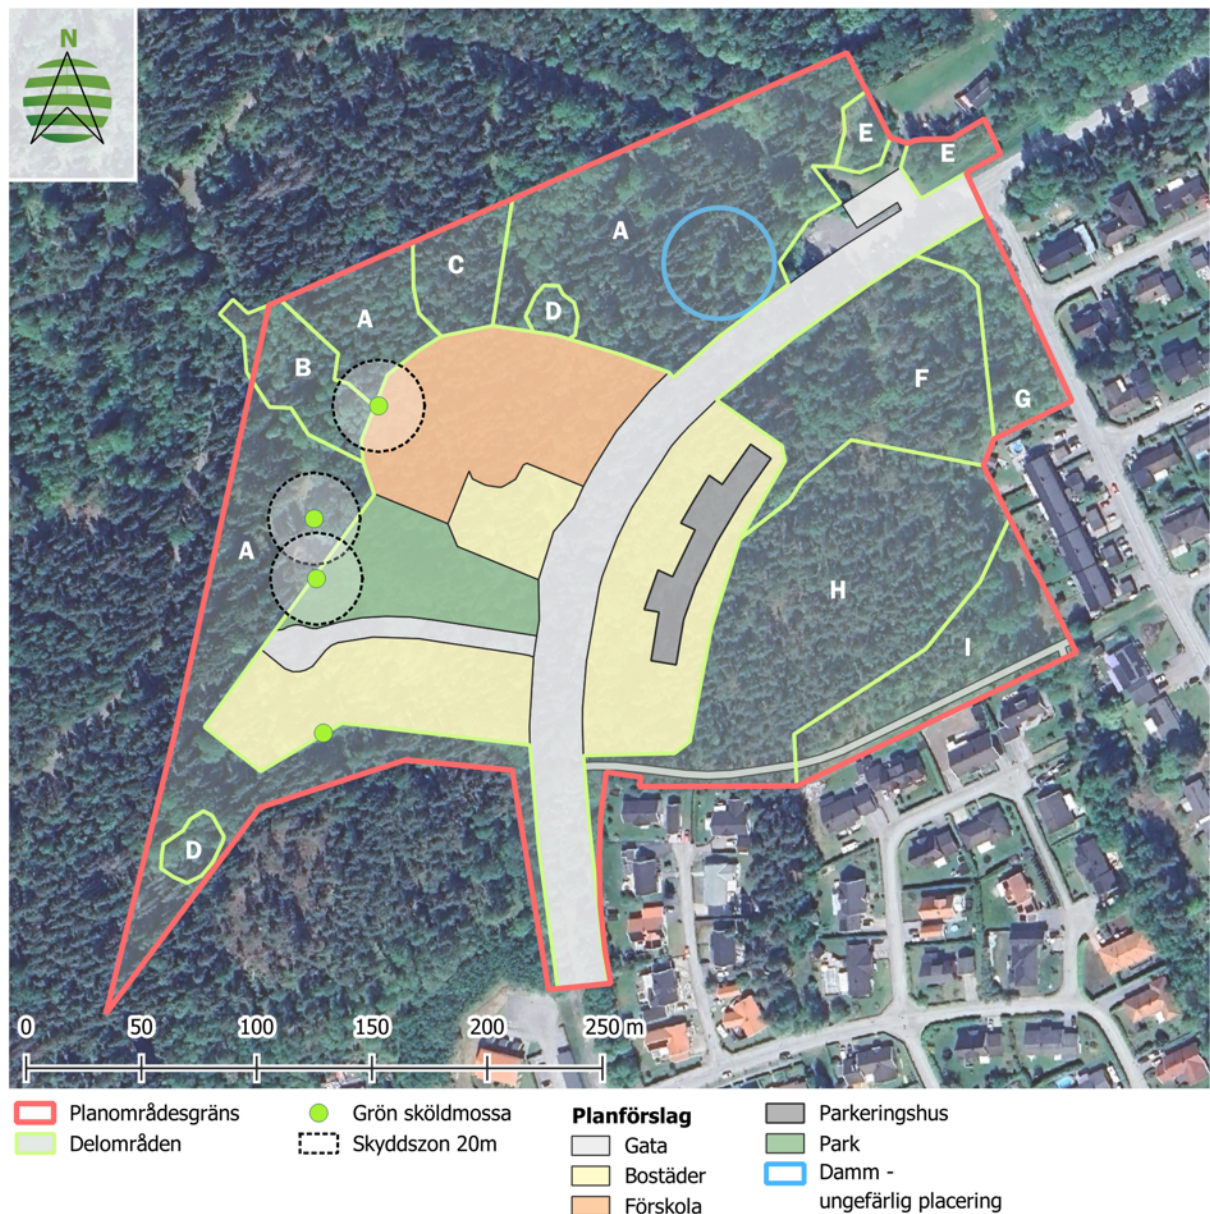 N
E
E
A
C
D
A
B
F
G
A
H
I
D
0 50 100 150 200 250 m
Planområdesgräns
Delområden
Grön sköldmossa
Skyddszon 20m
Planförslag
Gata
Bostäder
Förskola
Parkeringshus
Park
Damm -
ungefärlig placering